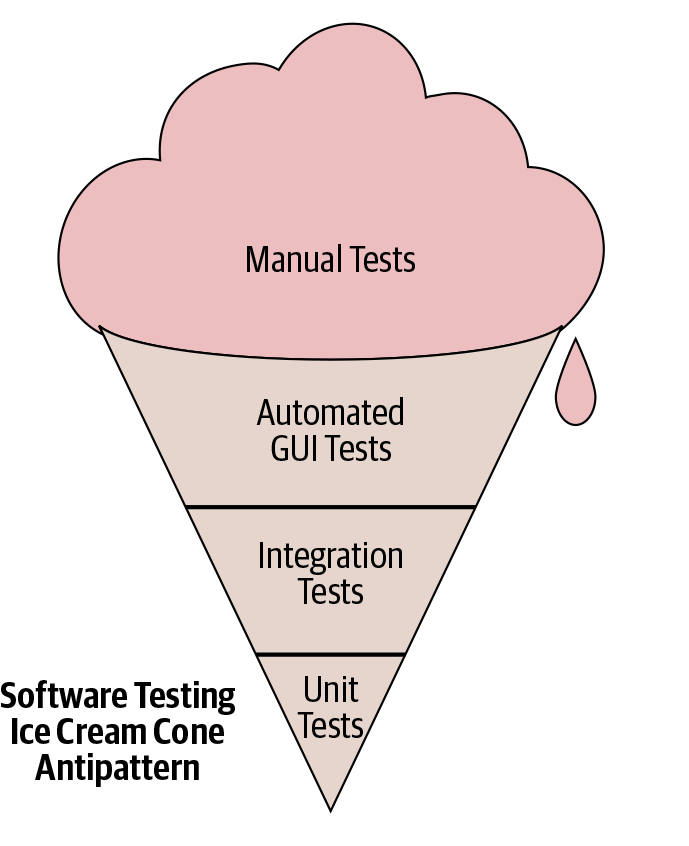 Manual Tests
Automated
GUI Tests
Integration
Tests
Unit
Tests
Software Testing
Ice Cream Cone
Antipattern